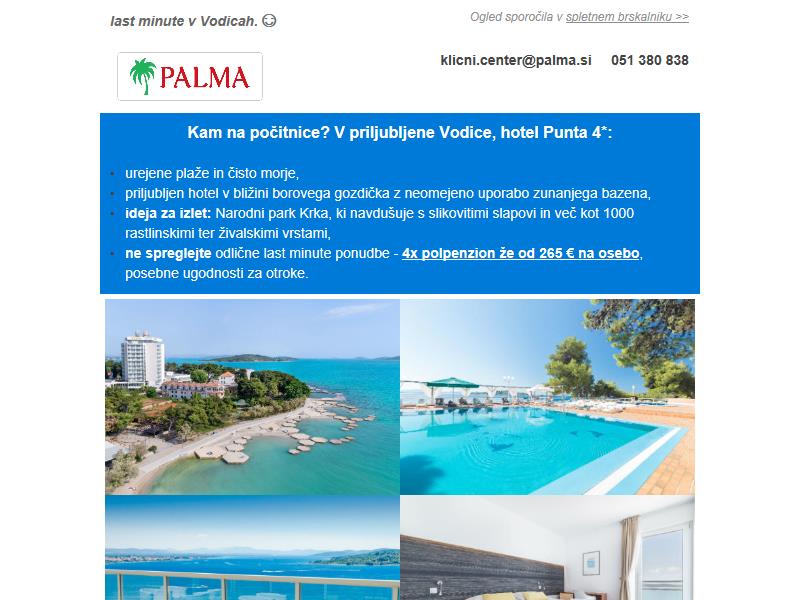 last minute v Vodicah. 😊
Ogled sporočila v spletnem brskalniku >>
PALMA
klicni.center@palma.si 051 380 838
Kam na počitnice? V priljubljene Vodice, hotel Punta 4*:
• urejene plaže in čisto morje,
• priljubljen hotel v bližini borovega gozdička z neomejeno uporabo zunanjega bazena,
• ideja za izlet: Narodni park Krka, ki navdušuje s slikovitimi slapovi in več kot 1000
rastlinskimi ter živalskimi vrstami,
• ne spreglejte odlične last minute ponudbe - 4x polpenzion že od 265 € na osebo,
posebne ugodnosti za otroke.